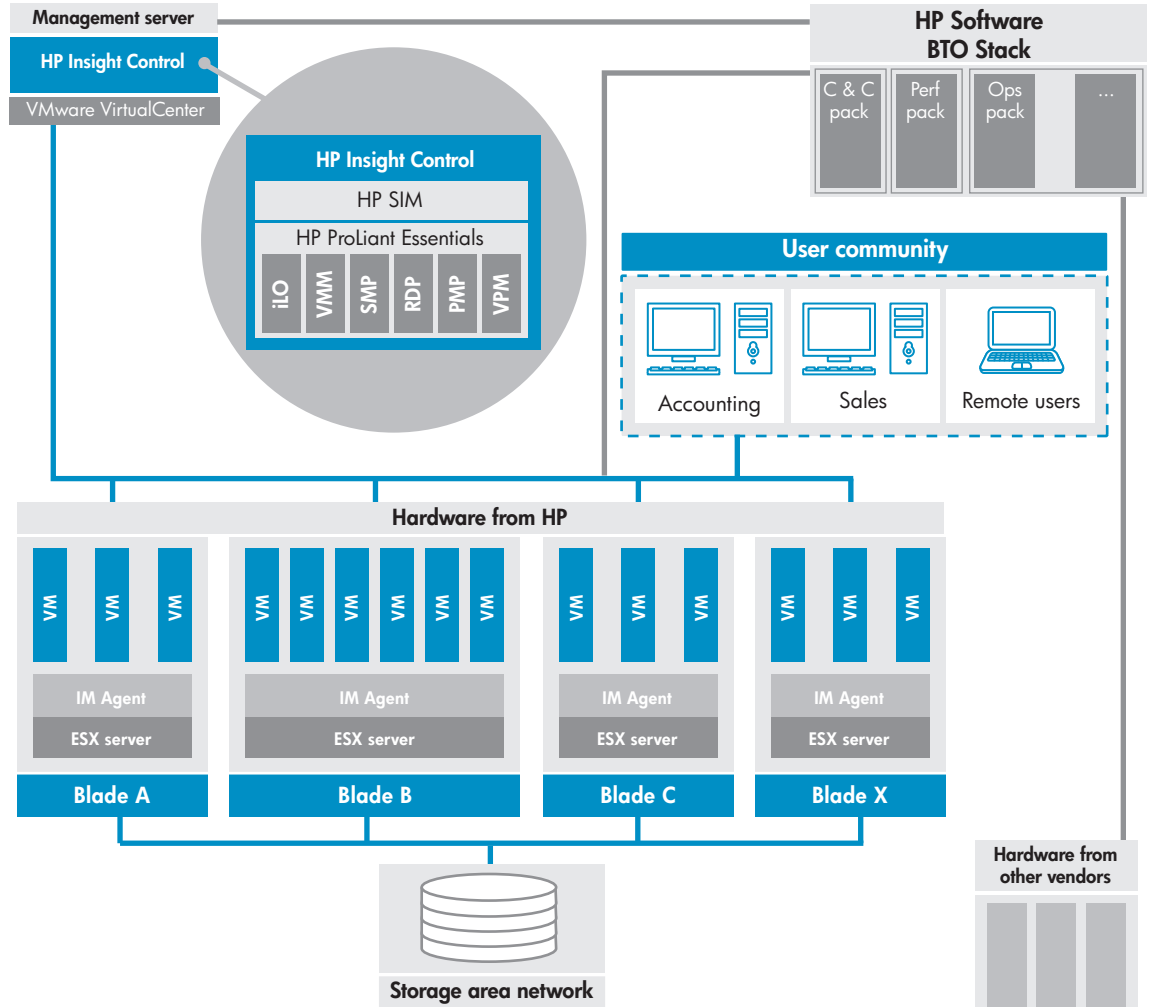 Management server
HP Insight Control
VMware VirtualCenter
HP Software
BTO Stack
C & C
pack
Perf
pack
Ops
pack
...
HP Insight Control
HP SIM
HP ProLiant Essentials
iLO
VMM
SMP
RDP
PMP
VPM
User community
Accounting
Sales
Remote users
Hardware from HP
VM
VM
VM
IM Agent
ESX server
Blade A
VM
VM
VM
VM
VM
VM
IM Agent
ESX server
Blade B
VM
VM
VM
IM Agent
ESX server
Blade C
VM
VM
VM
IM Agent
ESX server
Blade X
Storage area network
Hardware from
other vendors